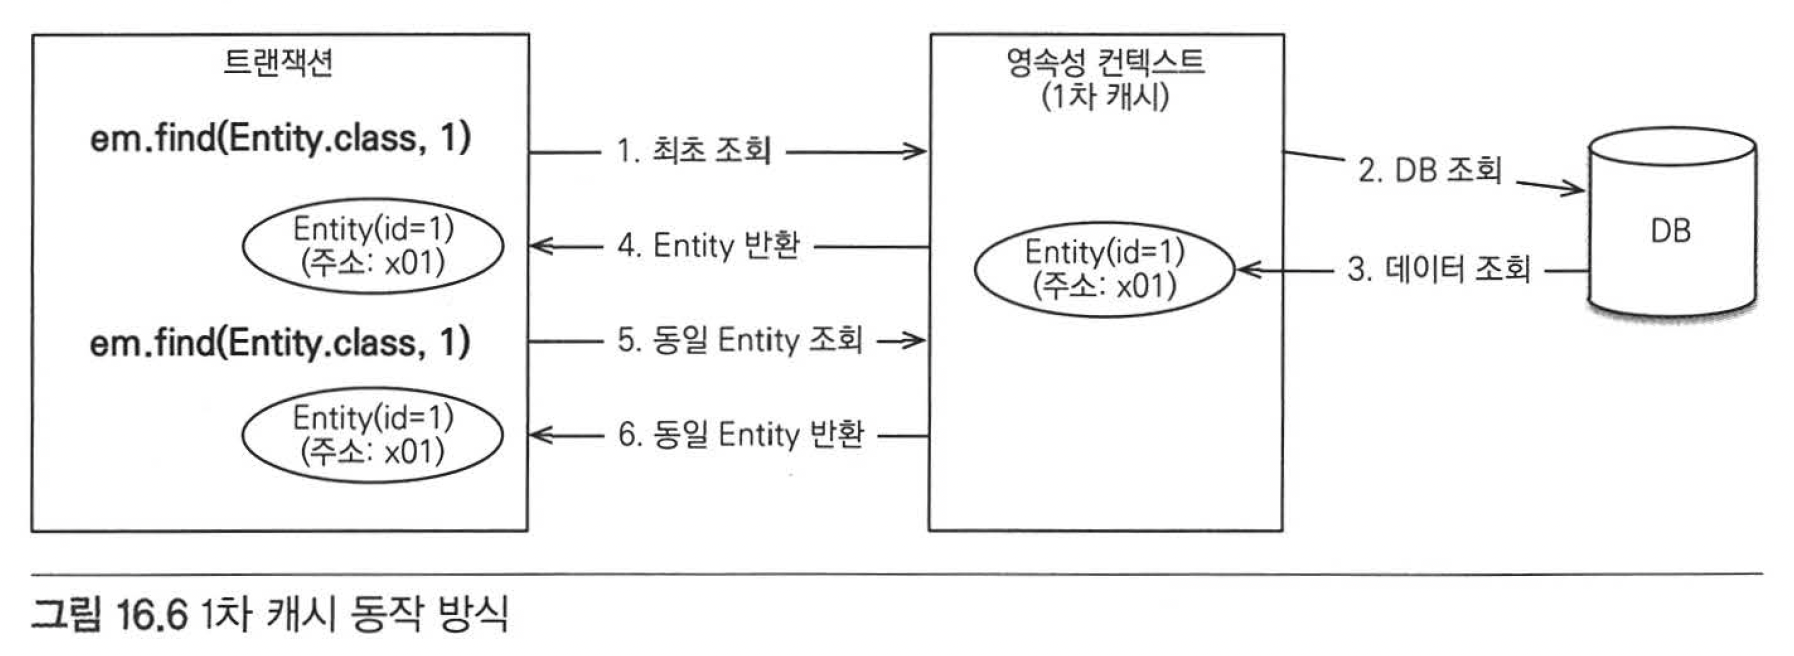 트랜잭션
em.find(Entity.class, 1)
Entity(id=1)
(주소: x01)
em.find(Entity.class, 1)
Entity(id=1)
(주소: x01)
1. 최초 조회
4. Entity 반환
5. 동일 Entity 조회
6. 동일 Entity 반환
영속성 컨텍스트
(1차 캐시)
Entity(id=1)
(주소: x01)
2. DB 조회
3. 데이터 조회
DB
그림 16.6 1차 캐시 동작 방식